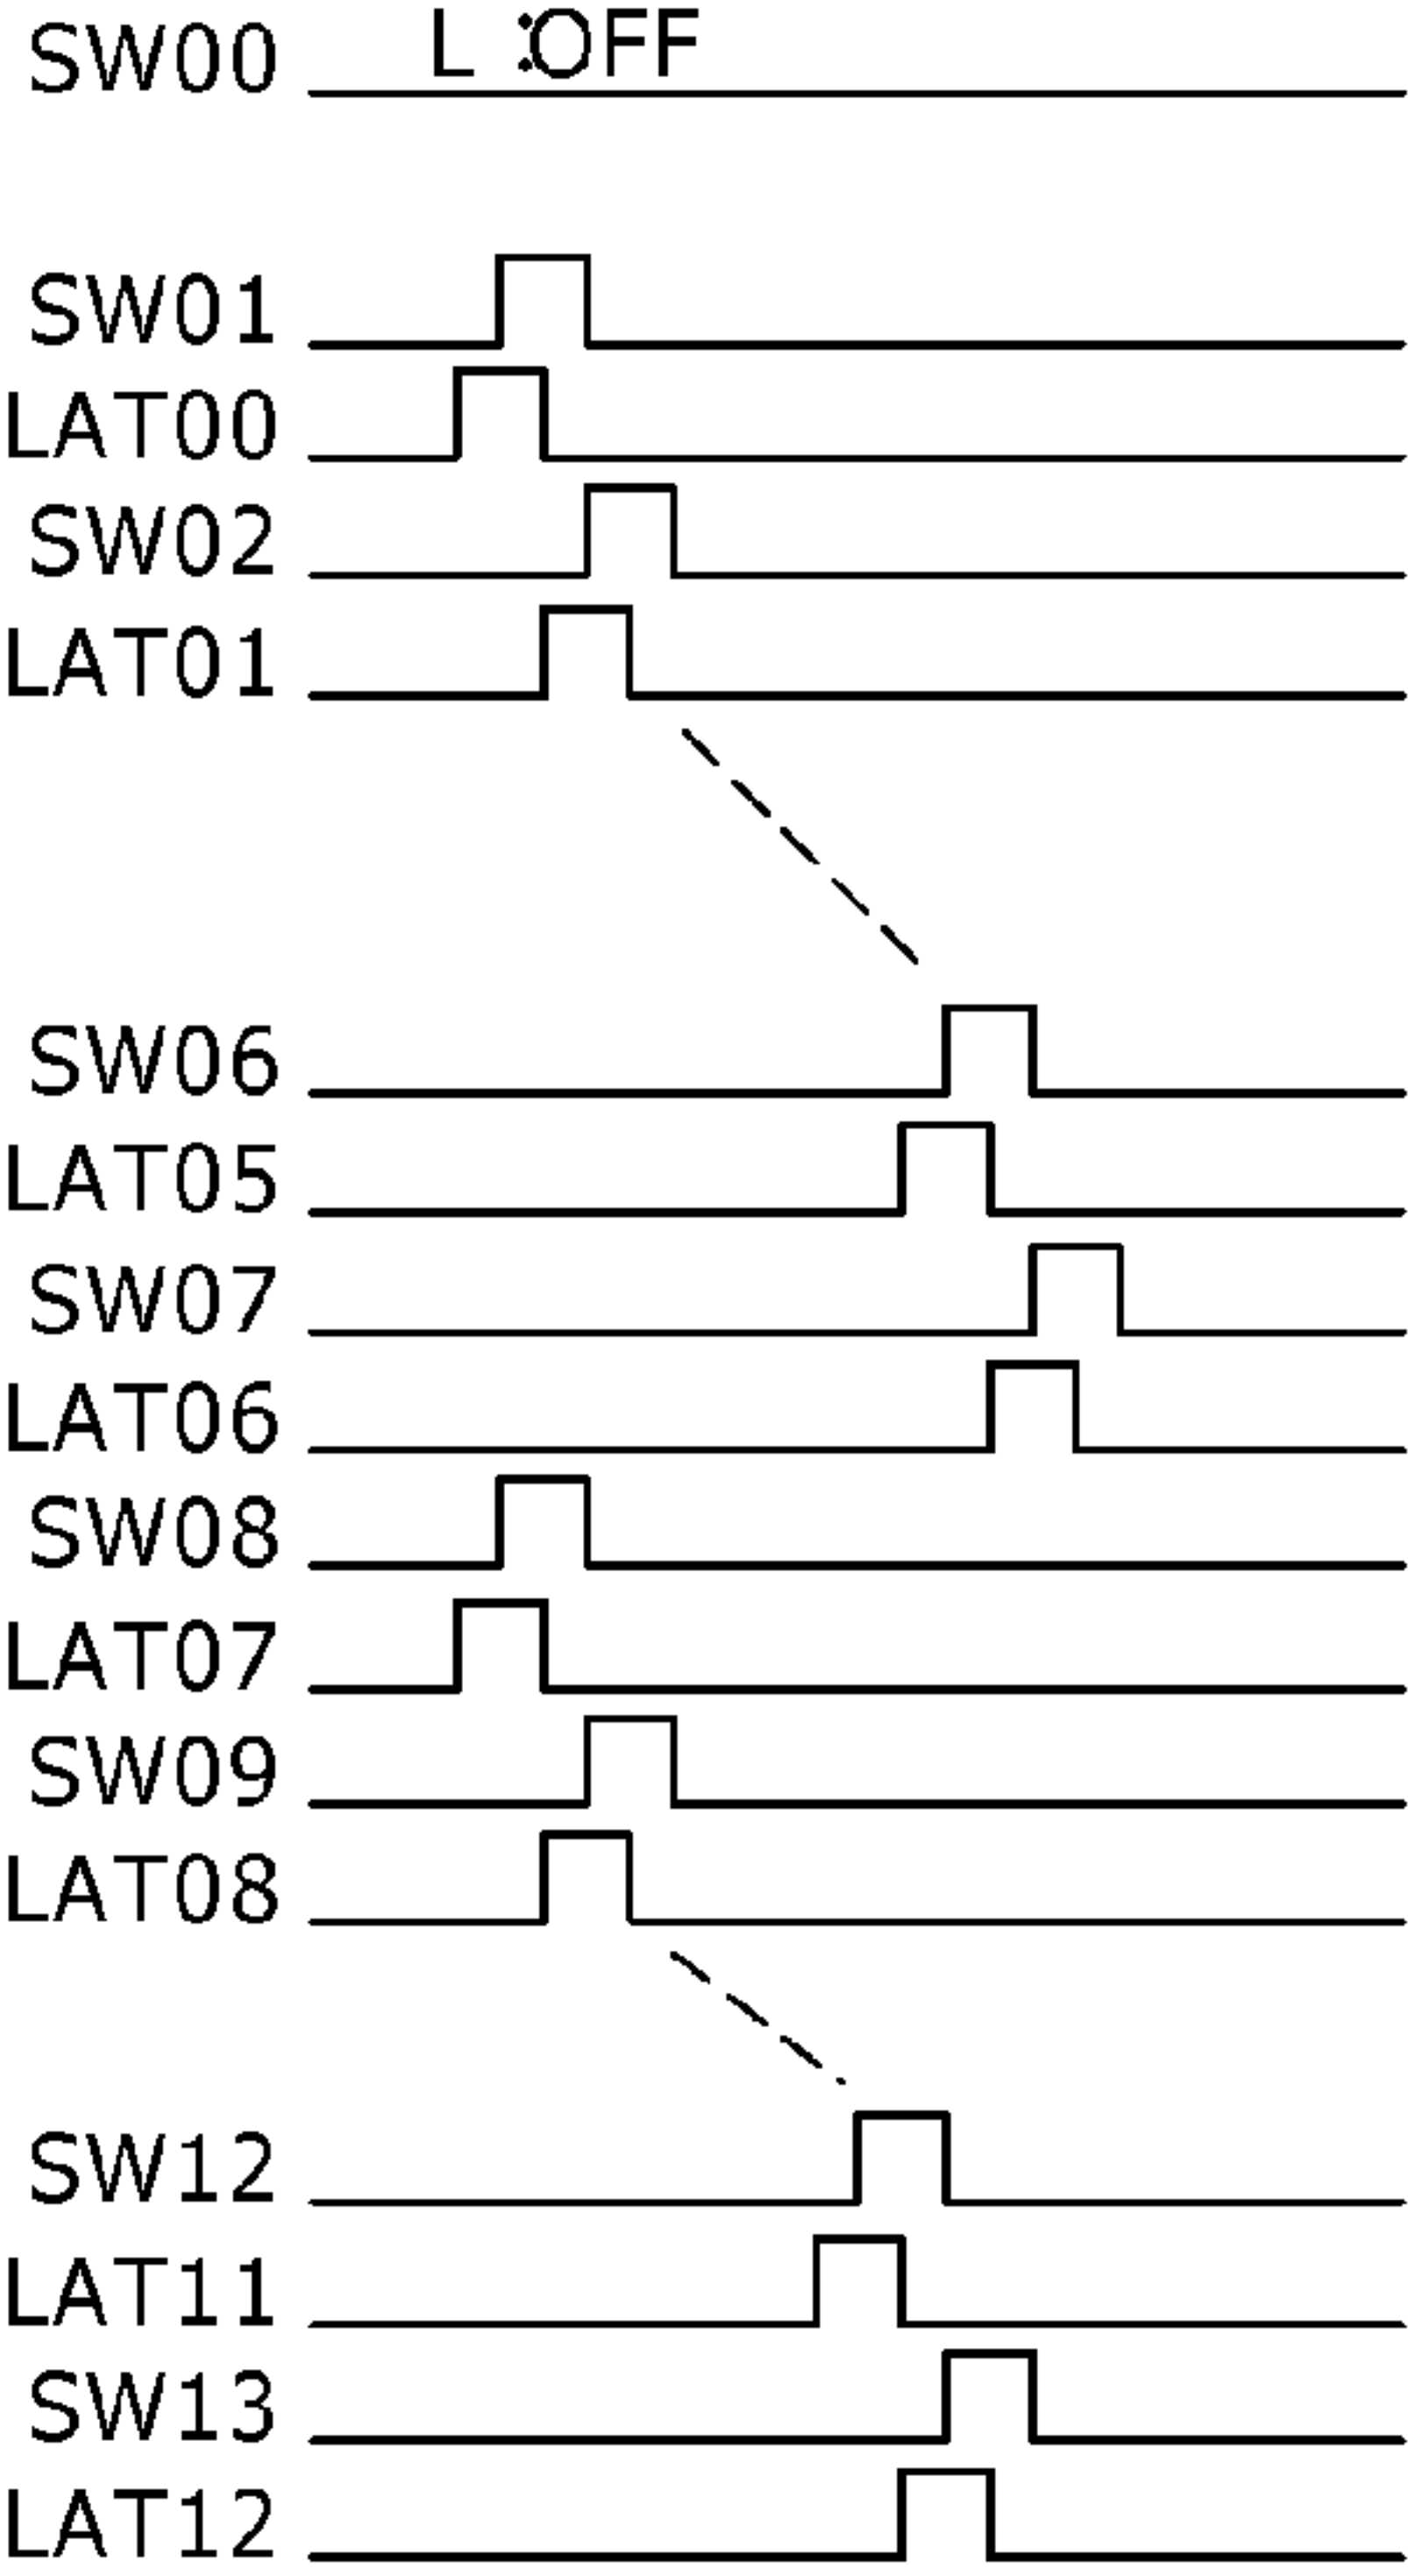 SW00 L :OFF
SW01
LAT00
SW02
LAT01
SW06
LAT05
SW07
LAT06
SW08
LAT07
SW09
LAT08
SW12
LAT11
SW13
LAT12